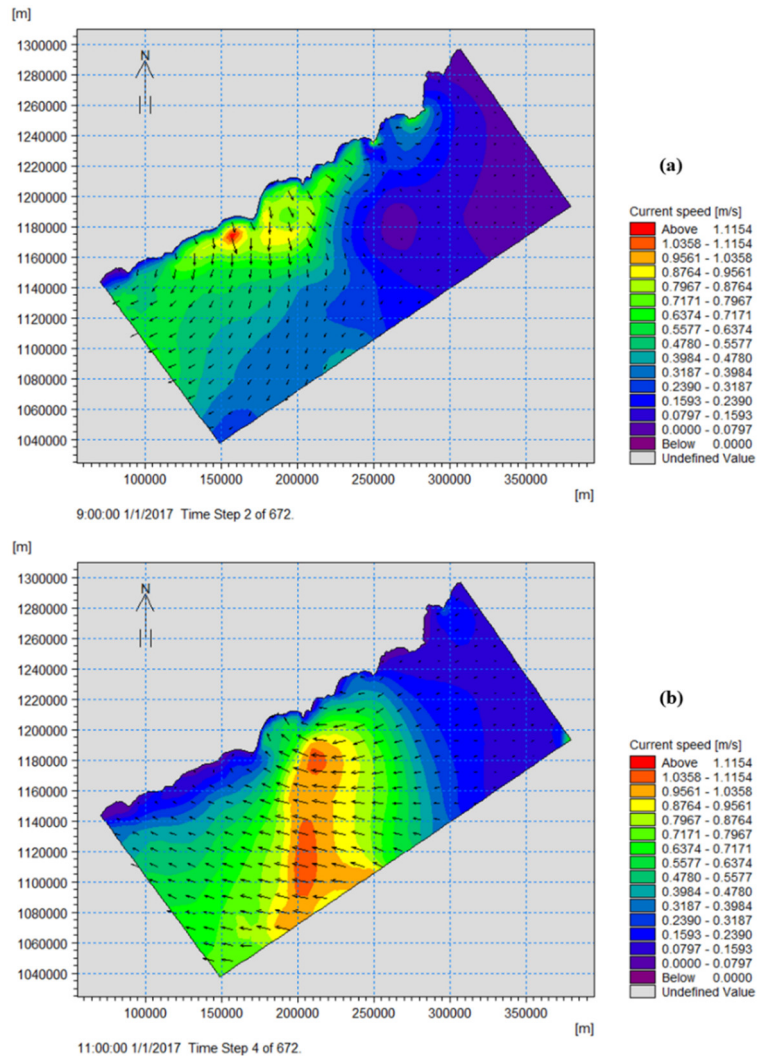 [m]
1300000
1280000
1260000
1240000
1220000
1200000
1180000
1160000
1140000
1120000
1100000
1080000
1060000
1040000
N
100000 150000 200000 250000 300000 350000
[m]
9:00:00 1/1/2017 Time Step 2 of 672.
(a)
Current speed [m/s]
Above 1.1154
1.0358 - 1.1154
0.9561 - 1.0358
0.8764 - 0.9561
0.7967 - 0.8764
0.7171 - 0.7967
0.6374 - 0.7171
0.5577 - 0.6374
0.4780 - 0.5577
0.3984 - 0.4780
0.3187 - 0.3984
0.2390 - 0.3187
0.1593 - 0.2390
0.0797 - 0.1593
0.0000 - 0.0797
Below 0.0000
Undefined Value
[m]
1300000
1280000
1260000
1240000
1220000
1200000
1180000
1160000
1140000
1120000
1100000
1080000
1060000
1040000
N
100000 150000 200000 250000 300000 350000
[m]
11:00:00 1/1/2017 Time Step 4 of 672.
(b)
Current speed [m/s]
Above 1.1154
1.0358 - 1.1154
0.9561 - 1.0358
0.8764 - 0.9561
0.7967 - 0.8764
0.7171 - 0.7967
0.6374 - 0.7171
0.5577 - 0.6374
0.4780 - 0.5577
0.3984 - 0.4780
0.3187 - 0.3984
0.2390 - 0.3187
0.1593 - 0.2390
0.0797 - 0.1593
0.0000 - 0.0797
Below 0.0000
Undefined Value